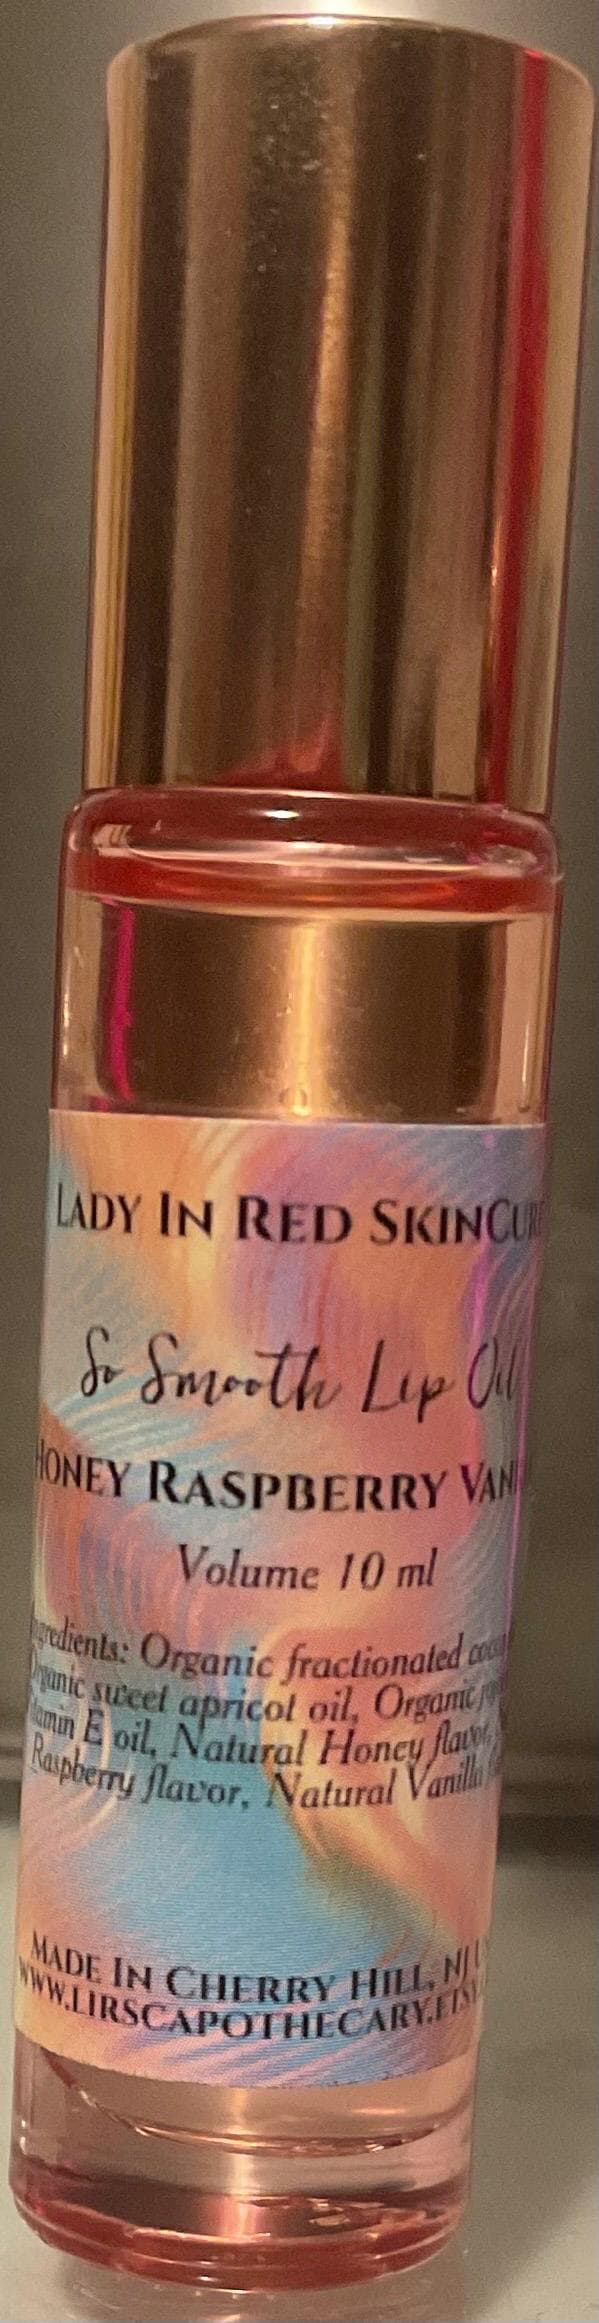 LADY IN RED SKINCURE
So Smooth Lip Oil
HONEY RASPBERRY VAN
Volume 10 ml
Ingredients: Organic fractionated
Organic sweet apricot oil, Organic
Vitamin E oil, Natural Honey flavor,
Raspberry flavor, Natural Vanilla
MADE IN CHERRY HILL, NJ
WWW.LIRSCAPOTHECARY.ETSY.